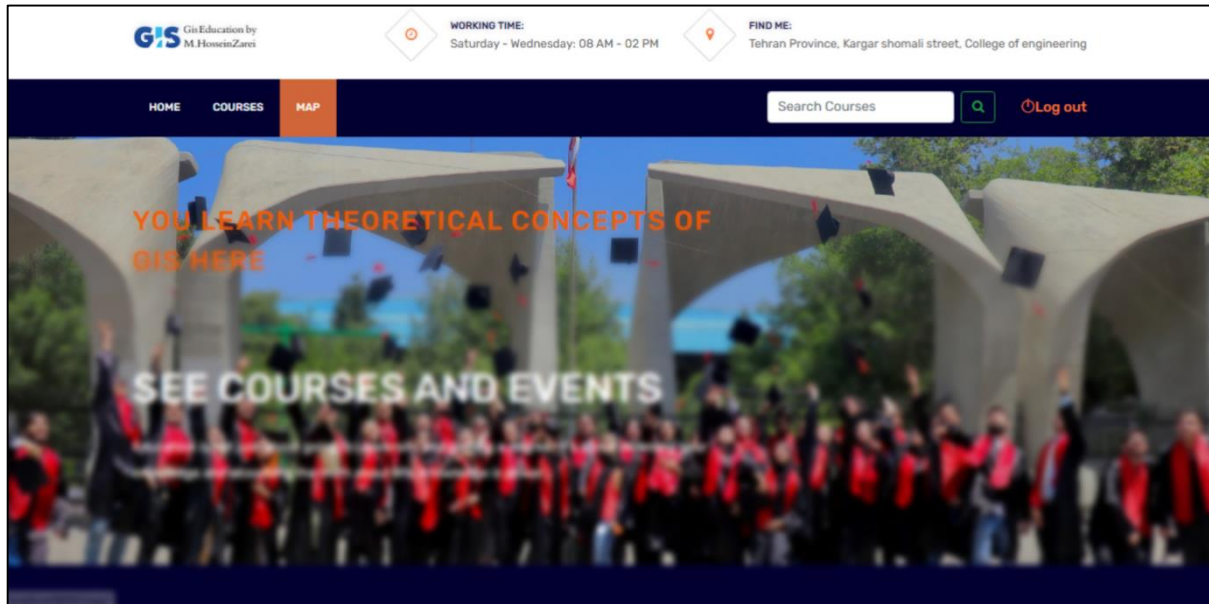 GIS
Gis Education by
M.HosseinZarei
WORKING TIME:
Saturday - Wednesday: 08 AM - 02 PM
FIND ME:
Tehran Province, Kargar shomali street, College of engineering
HOME
COURSES
MAP
Search Courses
Log out
YOU LEARN THEORETICAL CONCEPTS OF
GIS HERE
SEE COURSES AND EVENTS